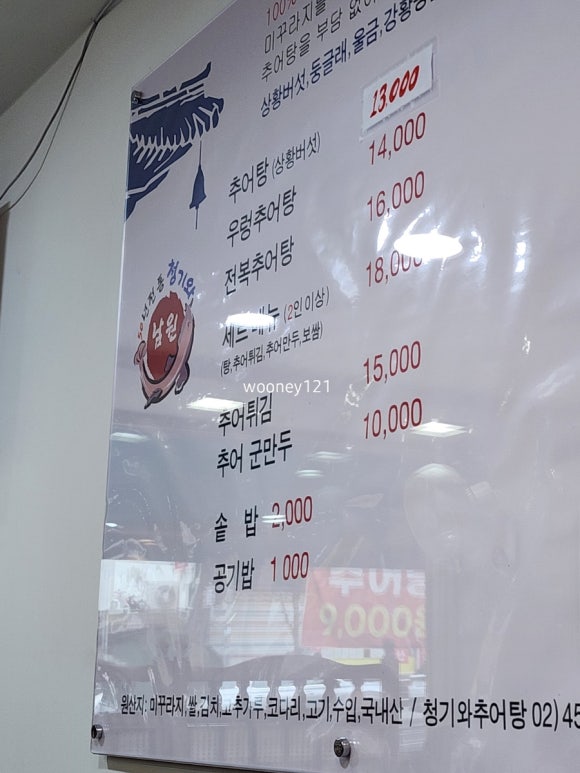 100%
미꾸라지를
추어탕을 부담 없이
상황버섯,둥글래,울금,강황
추어탕 (상황버섯) 13,000
우렁추어탕 14,000
전복추어탕 16,000
세트메뉴 (2인 이상) 18,000
(탕,추어튀김,추어만두,보쌈)
추어튀김 15,000
추어 군만두 10,000
솥 밥 2,000
공기밥 1 000
청기와
남원
wooney121
추어탕
9,000원
원산지: 미꾸라지,쌀,김치,고추가루,코다리,고기,수입,국내산 / 청기와추어탕 02) 45